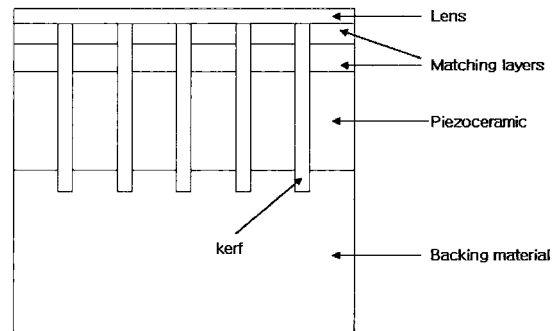 Lens
Matching layers
Piezoceramic
kerf
Backing material